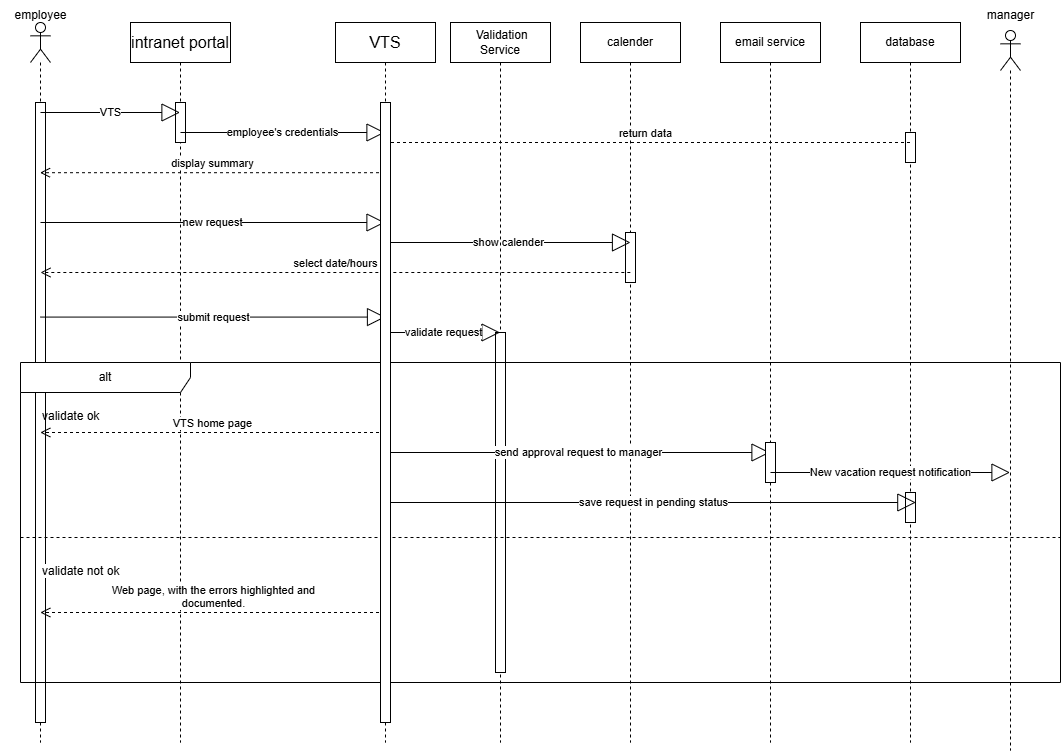 employee
manager
intranet portal
VTS
Validation
Service
calender
email service
database
VTS
employee's credentials
return data
display summary
new request
show calender
select date/hours
submit request
validate request
alt
validate ok
VTS home page
send approval request to manager
New vacation request notification
save request in pending status
validate not ok
Web page, with the errors highlighted and
documented.